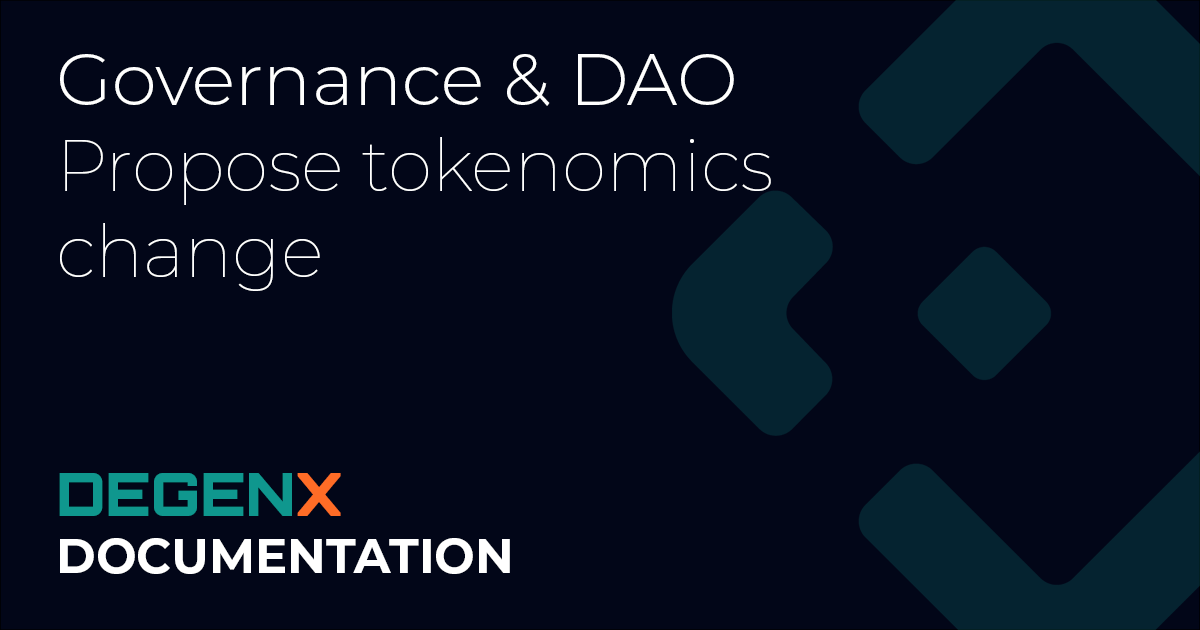 Governance & DAO
Propose tokenomics
change
DEGENX
DOCUMENTATION